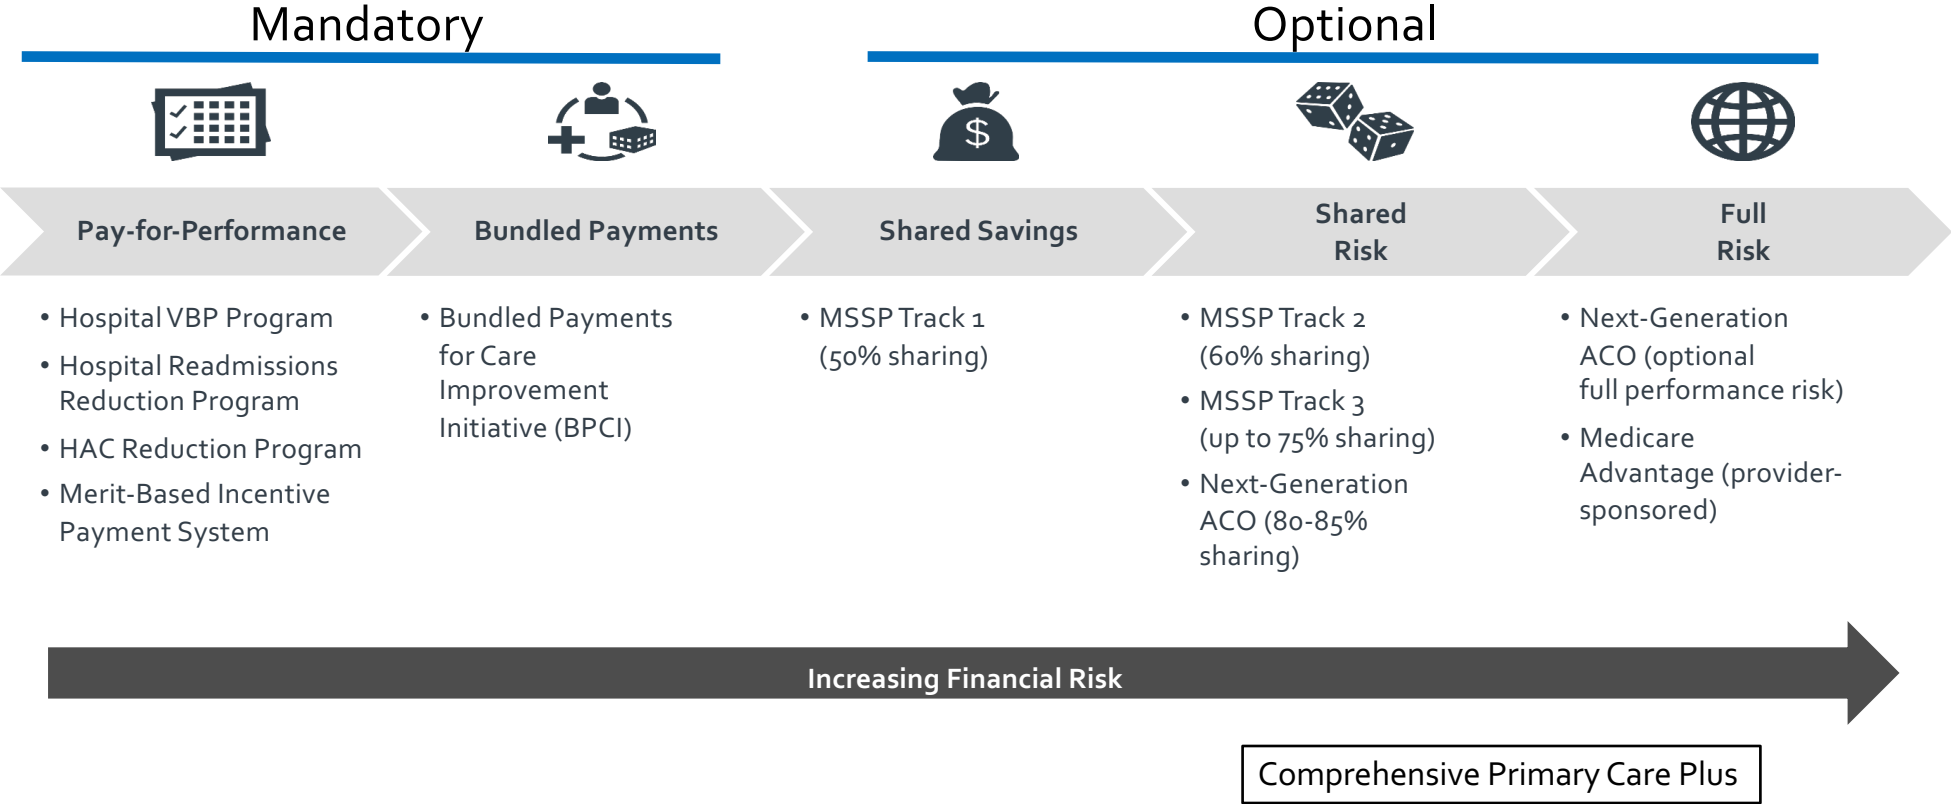 Mandatory
Optional
$
Pay-for-Performance
Bundled Payments
Shared Savings
Shared
Risk
Full
Risk
• Hospital VBP Program
• Hospital Readmissions
Reduction Program
• HAC Reduction Program
• Merit-Based Incentive
Payment System
• Bundled Payments
for Care
Improvement
Initiative (BPCI)
• MSSP Track 1
(50% sharing)
• MSSP Track 2
(60% sharing)
• MSSP Track 3
(up to 75% sharing)
• Next-Generation
ACO (80-85%
sharing)
• Next-Generation
ACO (optional
full performance risk)
• Medicare
Advantage (provider-
sponsored)
Increasing Financial Risk
Comprehensive Primary Care Plus